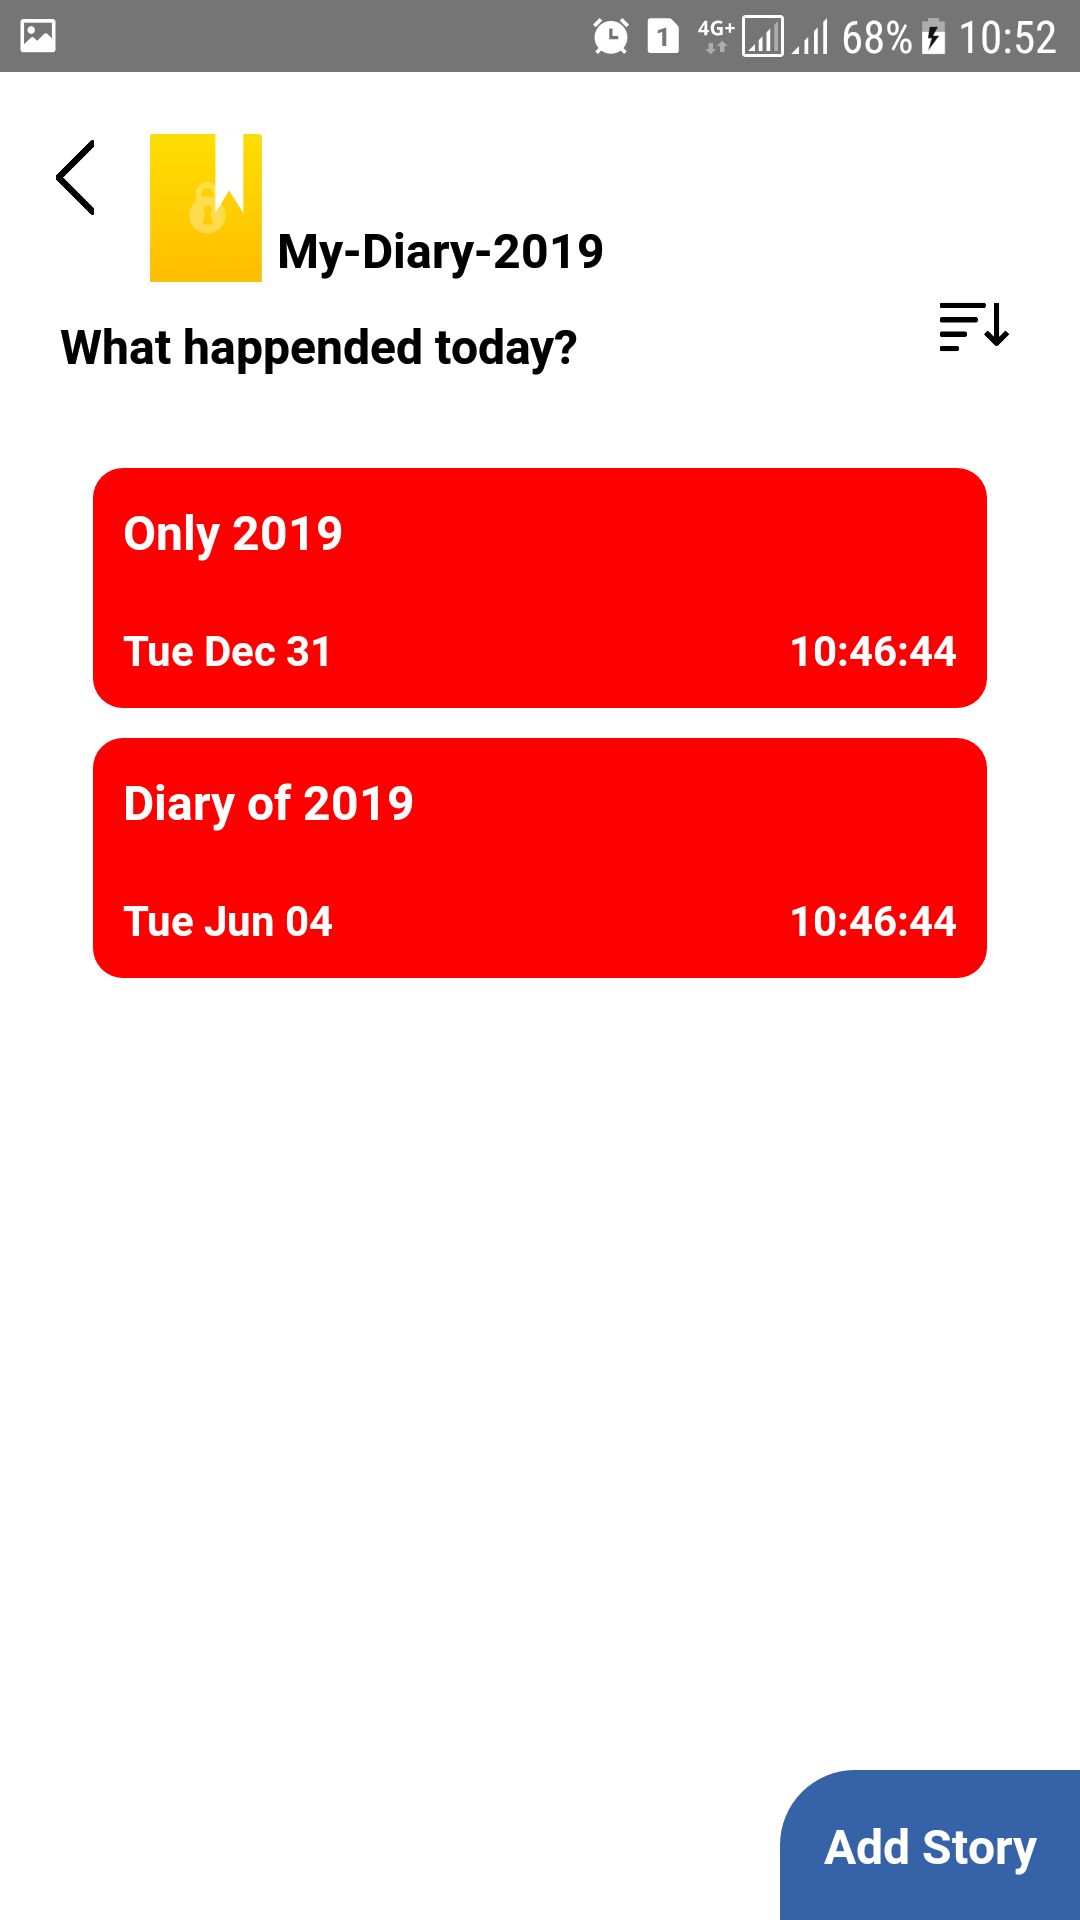 1 4G+ 68% 10:52
My-Diary-2019
What happended today?
Only 2019
Tue Dec 31 10:46:44
Diary of 2019
Tue Jun 04 10:46:44
Add Story